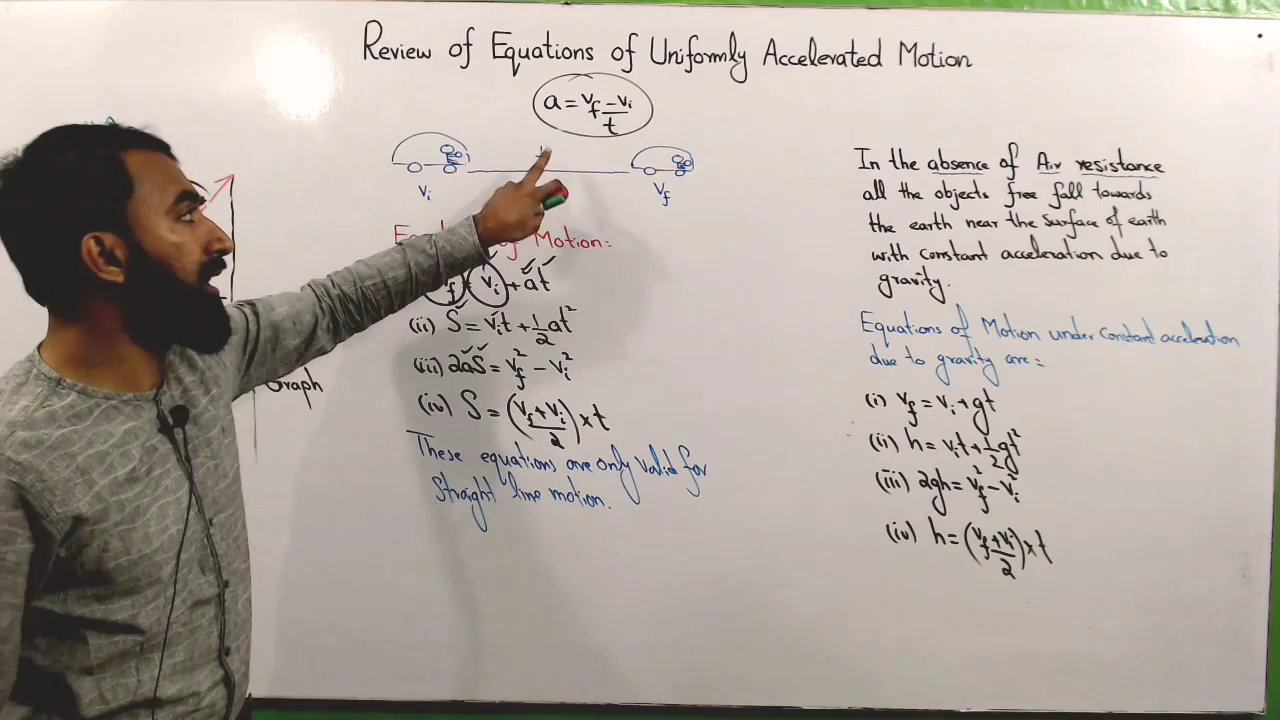 Review of Equations of Uniformly Accelerated Motion
a = (vf − vi)/t
vi
vf
of Motion:
vi + at
(ii) S = vit + 1/2 at²
(iii) 2aS = vf² − vi²
(iv) S = ((vf + vi)/2) × t
These equations are only valid for
straight line motion.
Graph
In the absence of Air resistance
all the objects free fall towards
the earth near the surface of earth
with constant acceleration due to
gravity.
Equations of Motion under constant acceleration
due to gravity are:
(i) vf = vi + gt
(ii) h = vit + 1/2 gt²
(iii) 2gh = vf² − vi²
(iv) h = ((vf + vi)/2) × t